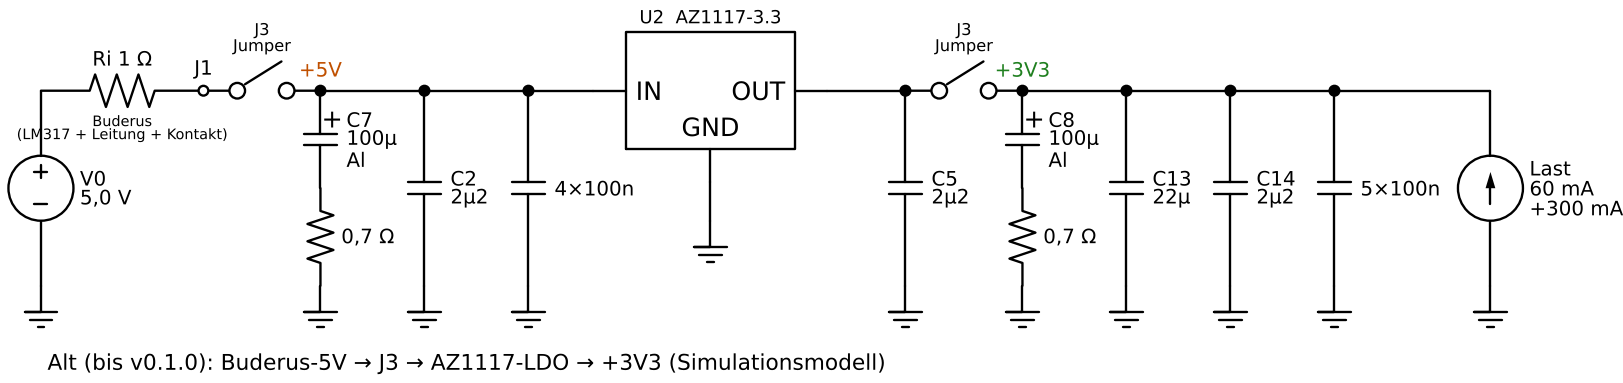 U2 AZ1117-3.3
J3
Jumper
J3
Jumper
Ri 1 Ω
J1
+5V
+3V3
IN
OUT
GND
Buderus
(LM317 + Leitung + Kontakt)
+
C7
100µ
Al
+
C8
100µ
Al
+
−
V0
5,0 V
C2
2µ2
4×100n
C5
2µ2
C13
22µ
C14
2µ2
5×100n
Last
60 mA
+300 mA
0,7 Ω
0,7 Ω
Alt (bis v0.1.0): Buderus-5V → J3 → AZ1117-LDO → +3V3 (Simulationsmodell)